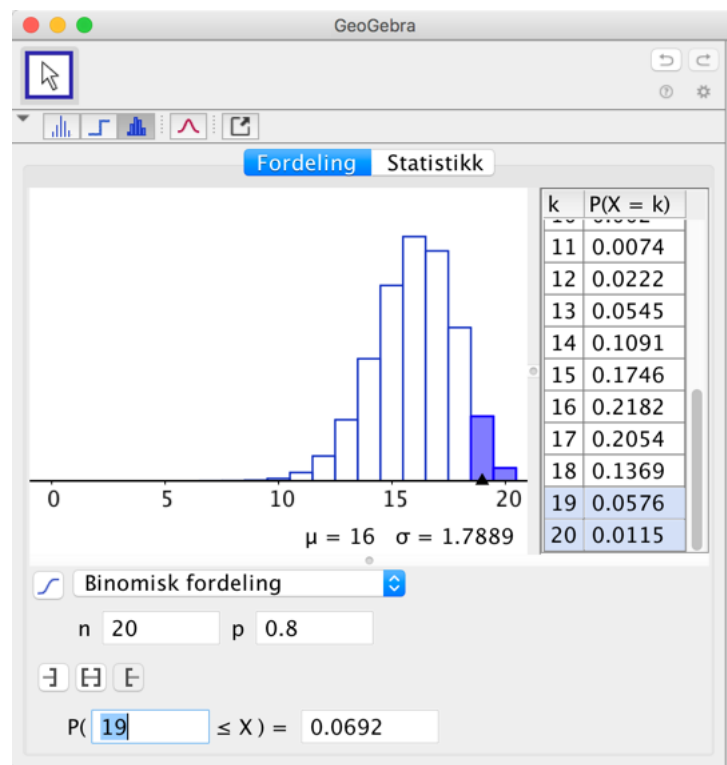 GeoGebra
Fordeling Statistikk
k P(X = k)
11 0.0074
12 0.0222
13 0.0545
14 0.1091
15 0.1746
16 0.2182
17 0.2054
18 0.1369
19 0.0576
20 0.0115
0 5 10 15 20
μ = 16 σ = 1.7889
Binomisk fordeling
n 20 p 0.8
P( 19 ≤ X ) = 0.0692